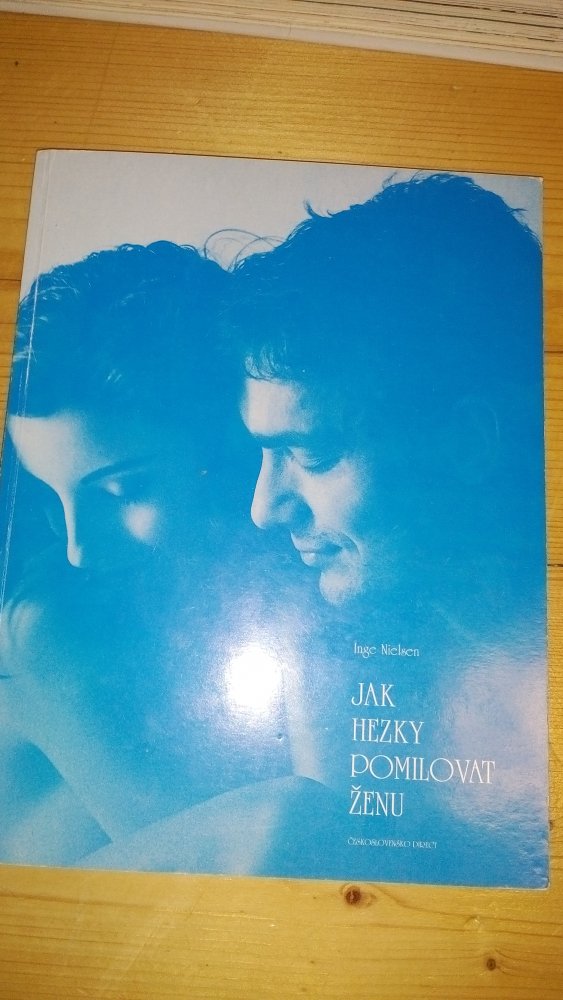 Inge Nielsen
JAK
HEZKY
POMILOVAT
ŽENU
ČESKOSLOVENSKO DIRECT